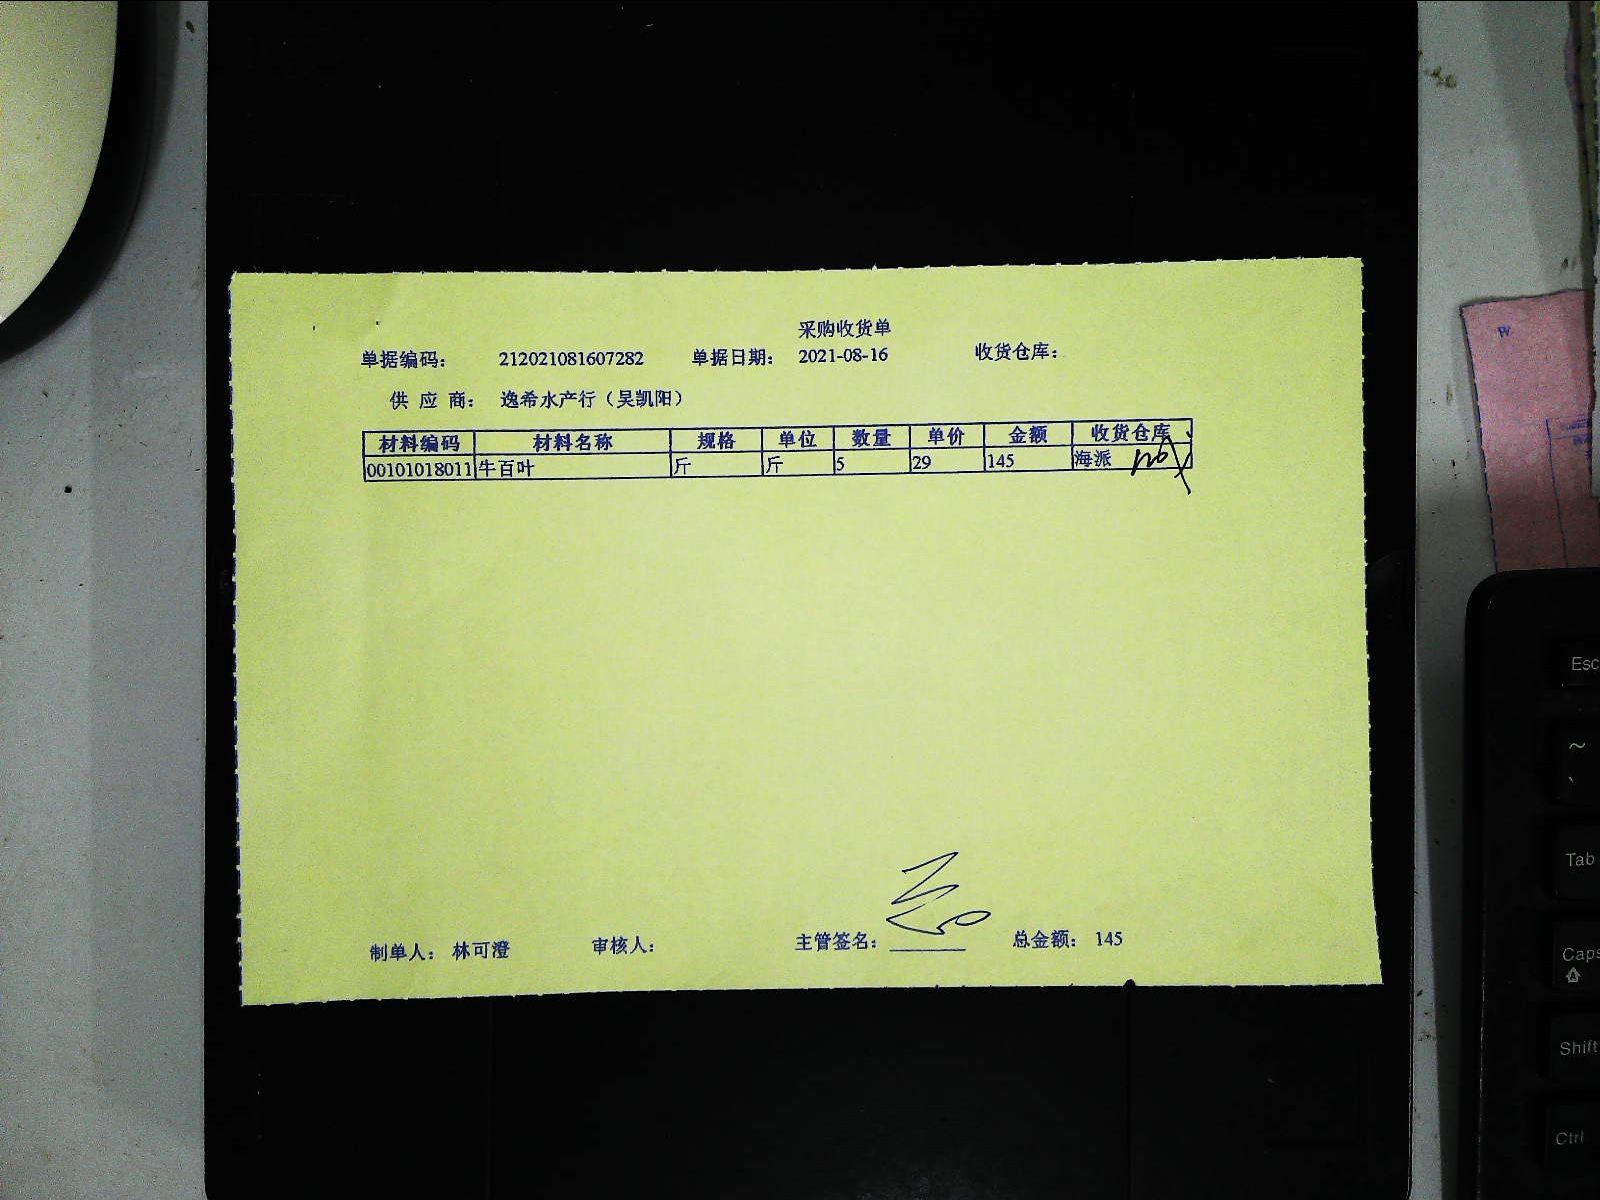 采购收货单
单据编码： 212021081607282 单据日期： 2021-08-16 收货仓库：
供 应 商： 逸希水产行（吴凯阳）
材料编码 材料名称 规格 单位 数量 单价 金额 收货仓库
00101018011 牛百叶 斤 斤 5 29 145 海派
制单人： 林可澄 审核人： 主管签名： 总金额： 145
W
Esc
~
`
Tab
Caps
A
Shift
Ctrl